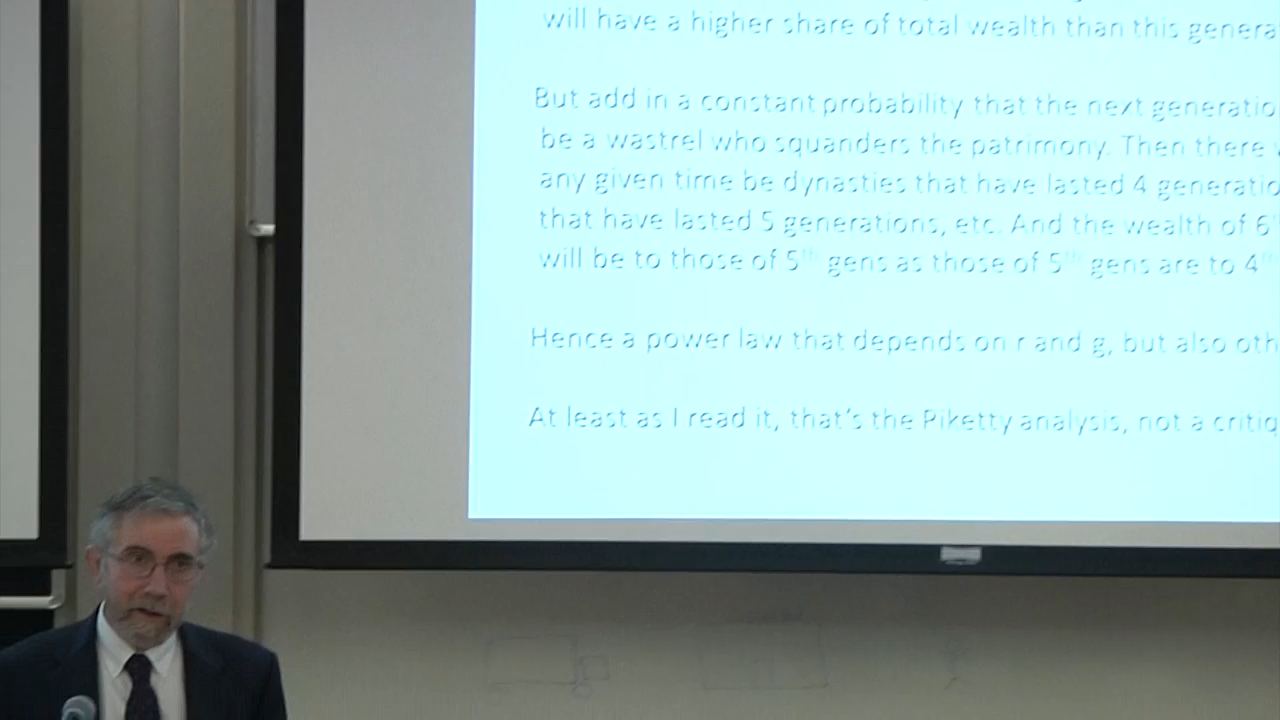 will have a higher share of total wealth than this genera
But add in a constant probability that the next generatio
be a wastrel who squanders the patrimony. Then there w
any given time be dynasties that have lasted 4 generatio
that have lasted 5 generations, etc. And the wealth of 6
will be to those of 5th gens as those of 5th gens are to 4th
Hence a power law that depends on r and g, but also oth
At least as I read it, that's the Piketty analysis, not a critiq